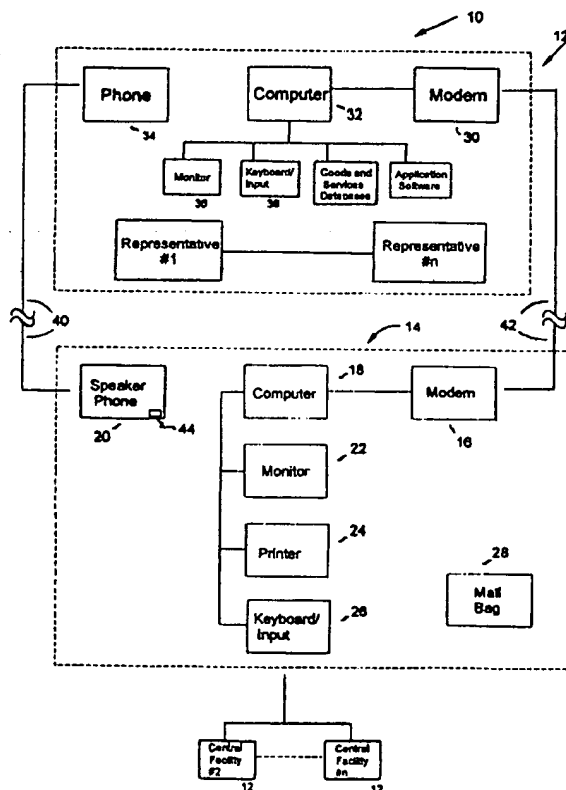 10
12
Phone
34
Computer
32
Modem
30
Monitor
36
Keyboard/
Input
38
Goods and
Services
Databases
Application
Software
Representative
#1
Representative
#n
40
42
14
Speaker
Phone
20
44
Computer
18
Modem
16
Monitor
22
Printer
24
Keyboard/
Input
26
Mail
Bag
28
Central
Facility
#2
12
Central
Facility
#n
12